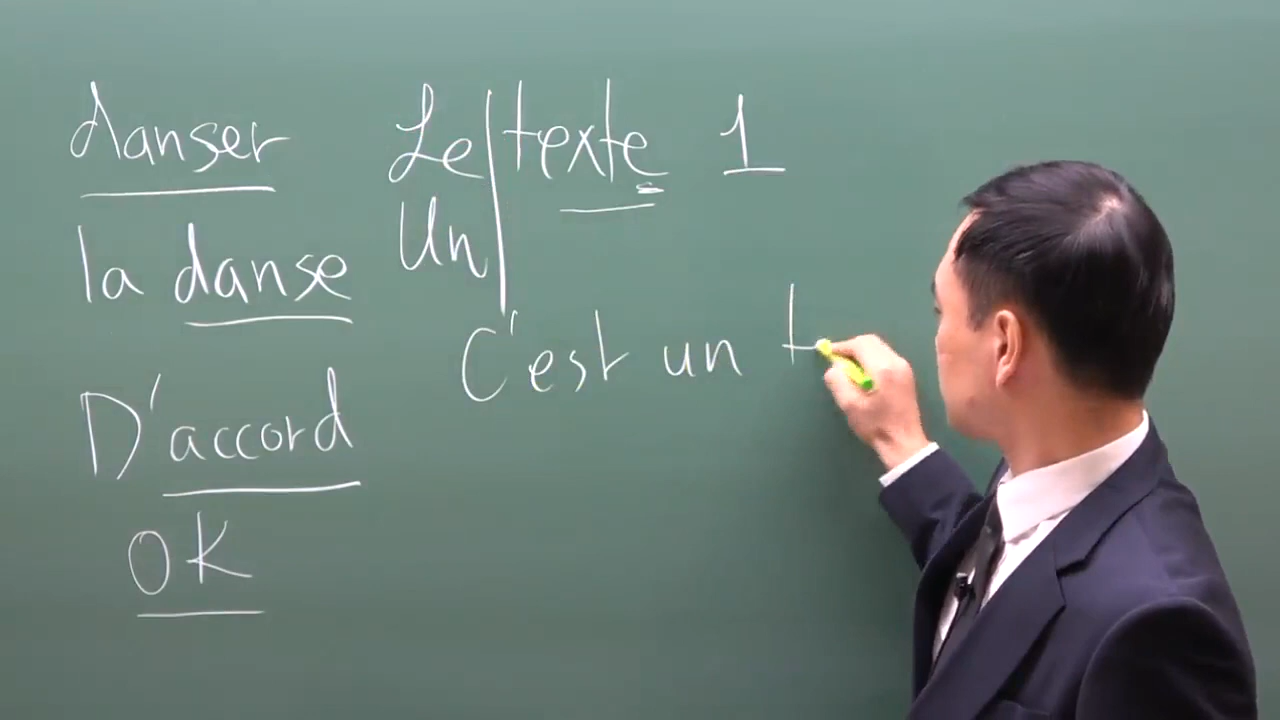 danser
la danse
D'accord
OK
Le texte 1
Un
C'est un t